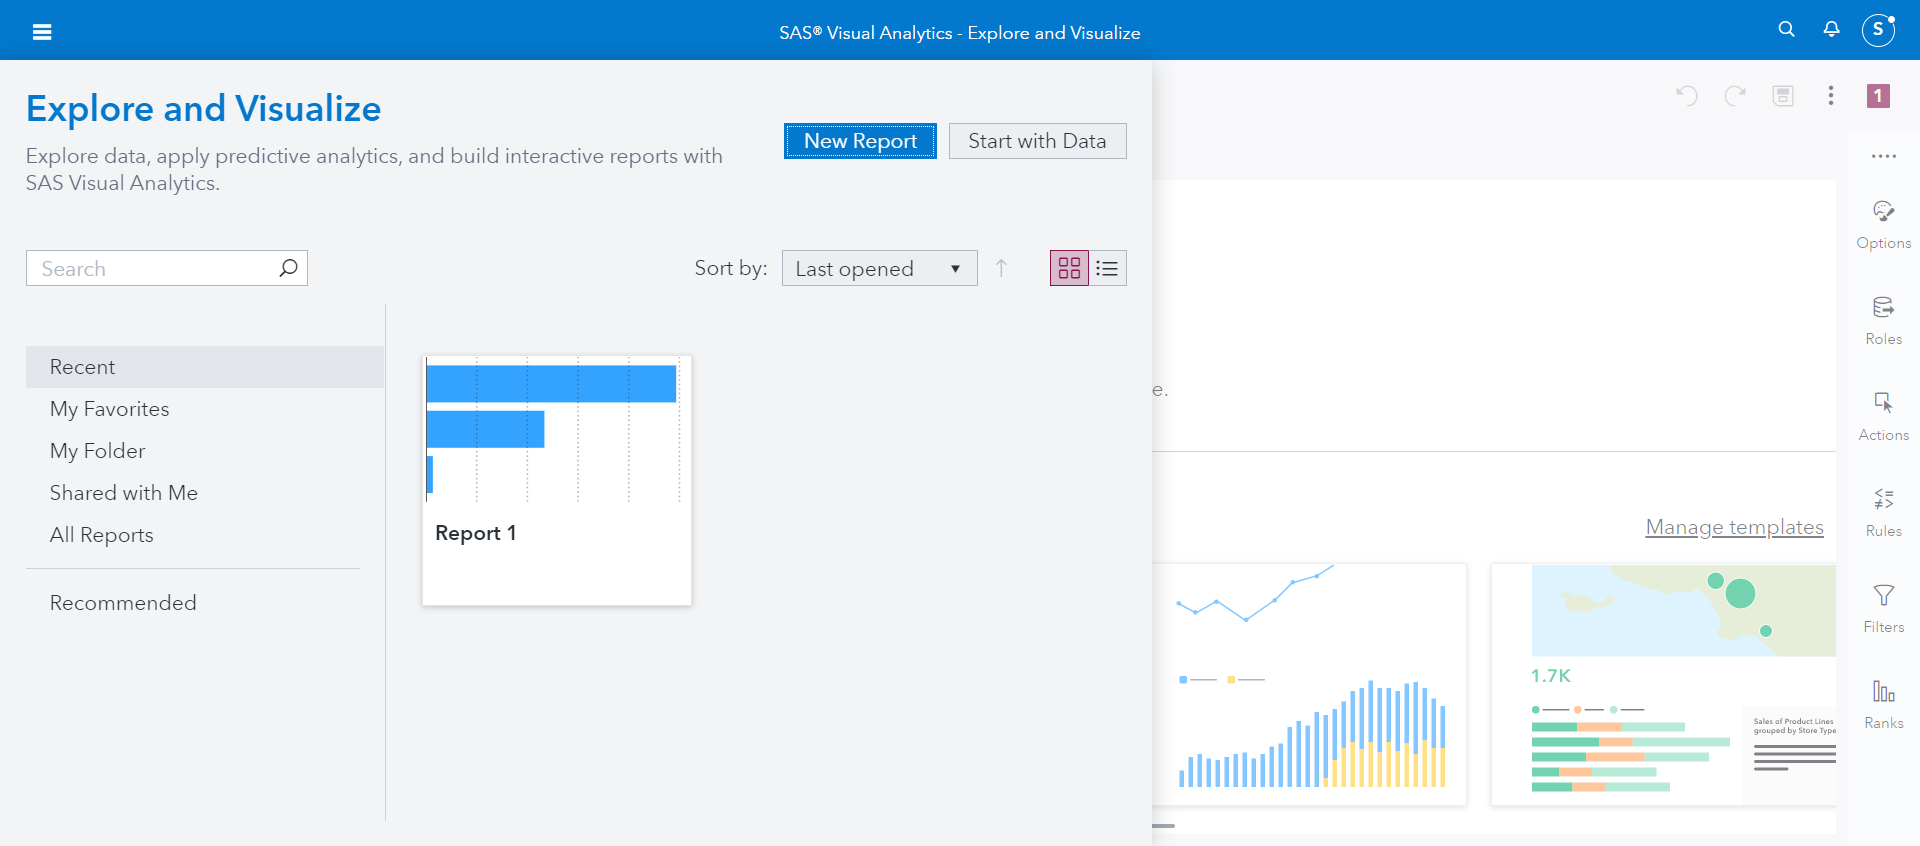 SAS® Visual Analytics - Explore and Visualize
S
Explore and Visualize
Explore data, apply predictive analytics, and build interactive reports with
SAS Visual Analytics.
New Report
Start with Data
1
Search
Sort by:
Last opened
Recent
My Favorites
My Folder
Shared with Me
All Reports
Recommended
Report 1
e.
Manage templates
1.7K
Sales of Product Lines
grouped by Store Type
Options
Roles
Actions
Rules
Filters
Ranks